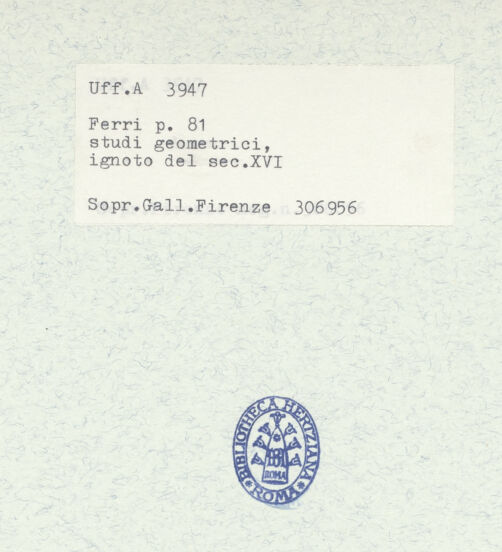 Uff.A 3947
Ferri p. 81
studi geometrici,
ignoto del sec.XVI
Sopr.Gall.Firenze 306956
BIBLIOTHECA HERTZIANA
ROMA
ROMA